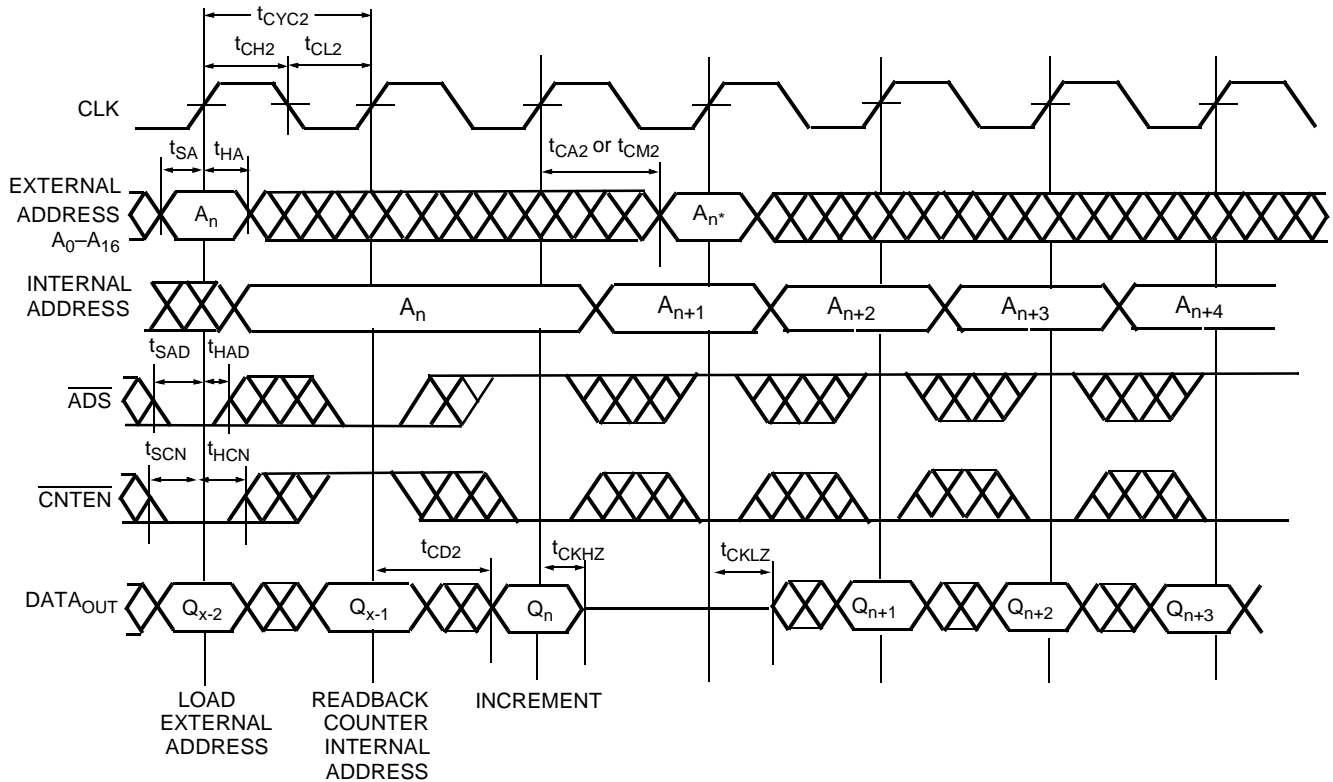 tCYC2
tCH2 tCL2
CLK
tSA tHA tCA2 or tCM2
EXTERNAL
ADDRESS
A0–A16
An An*
INTERNAL
ADDRESS
An An+1 An+2 An+3 An+4
tSAD tHAD
ADS
tSCN tHCN
CNTEN
tCD2 tCKHZ tCKLZ
DATAOUT
Qx-2 Qx-1 Qn Qn+1 Qn+2 Qn+3
LOAD
EXTERNAL
ADDRESS
READBACK
COUNTER
INTERNAL
ADDRESS
INCREMENT